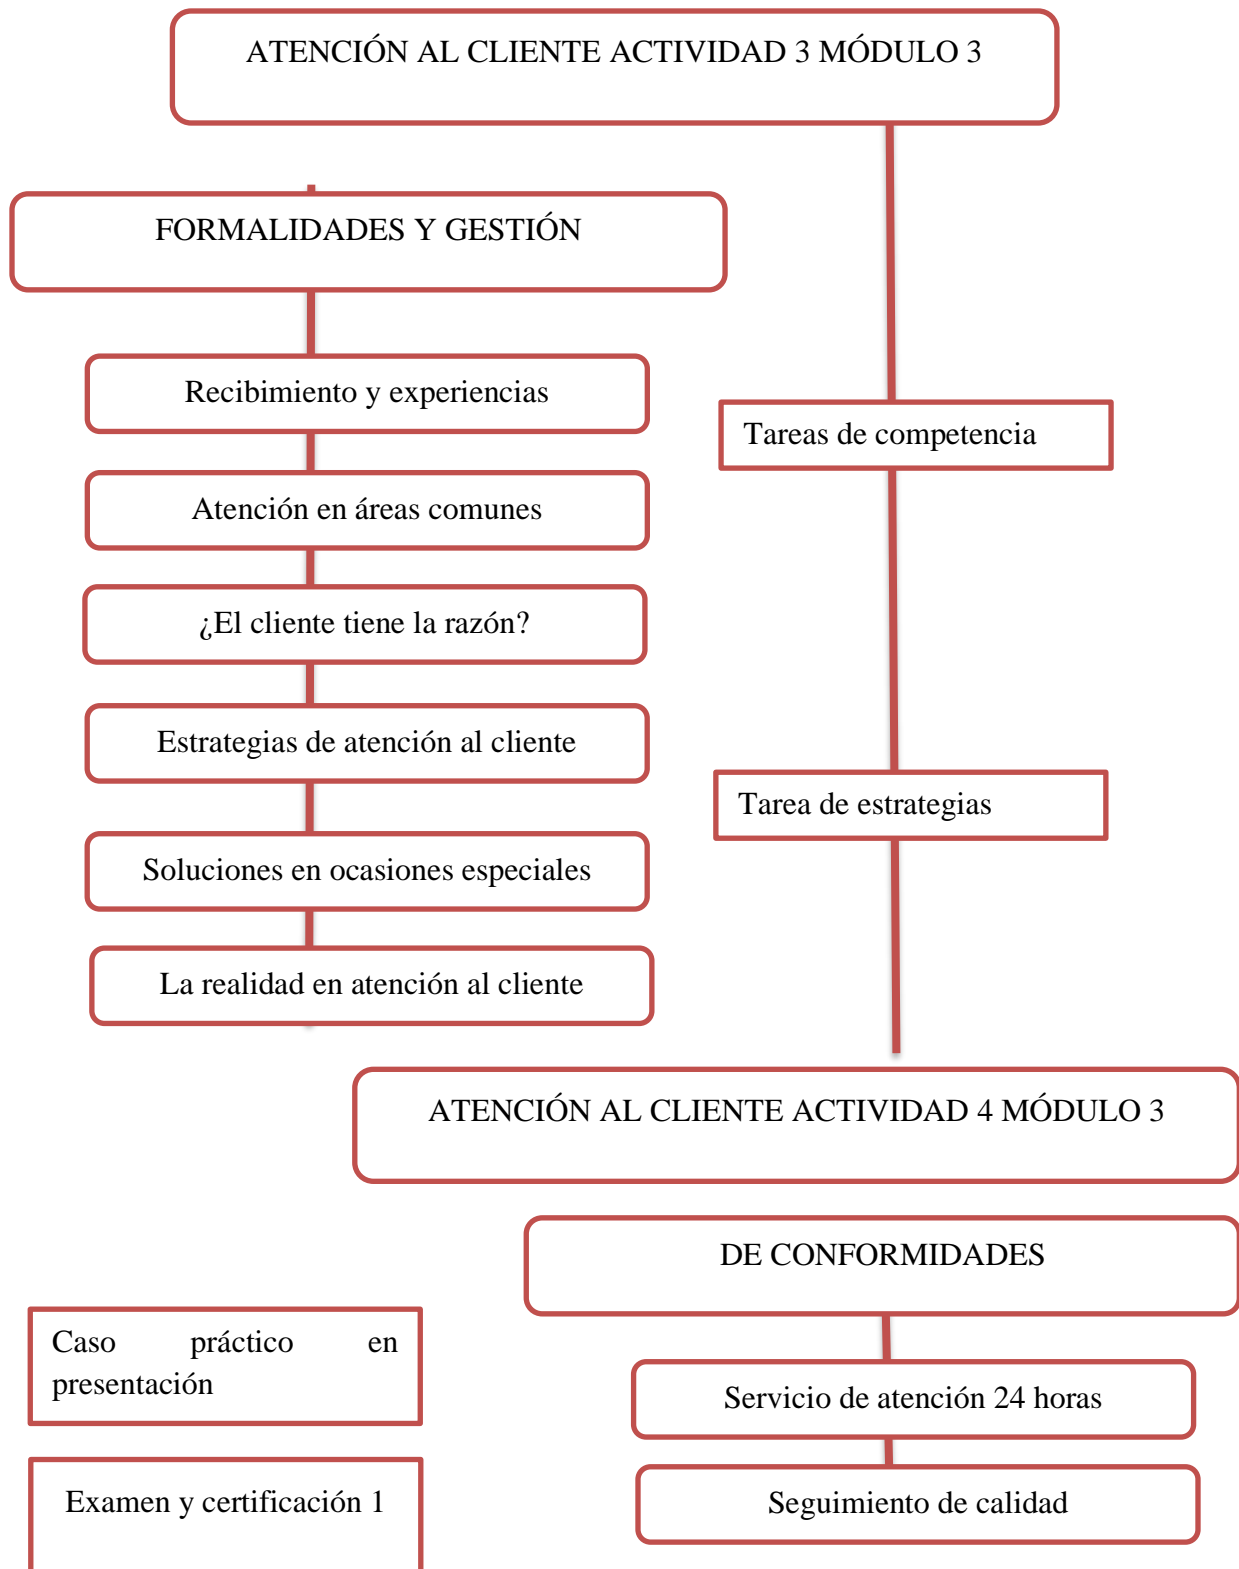 ATENCIÓN AL CLIENTE ACTIVIDAD 3 MÓDULO 3
FORMALIDADES Y GESTIÓN
Recibimiento y experiencias
Atención en áreas comunes
¿El cliente tiene la razón?
Estrategias de atención al cliente
Soluciones en ocasiones especiales
La realidad en atención al cliente
Tareas de competencia
Tarea de estrategias
ATENCIÓN AL CLIENTE ACTIVIDAD 4 MÓDULO 3
DE CONFORMIDADES
Servicio de atención 24 horas
Seguimiento de calidad
Caso práctico en
presentación
Examen y certificación 1